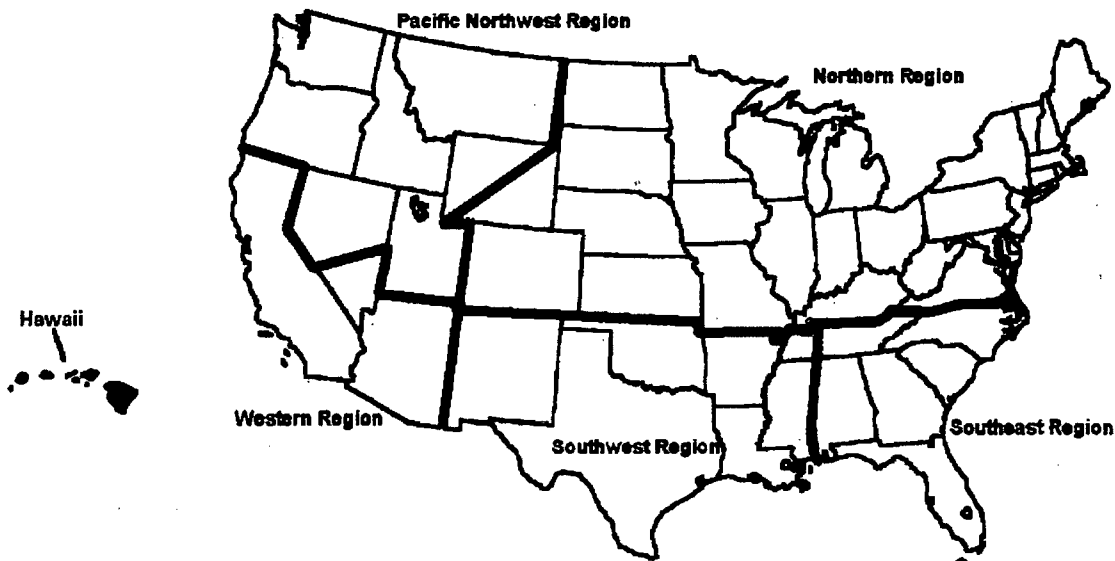 Pacific Northwest Region
Northern Region
Hawaii
Western Region
Southwest Region
Southeast Region